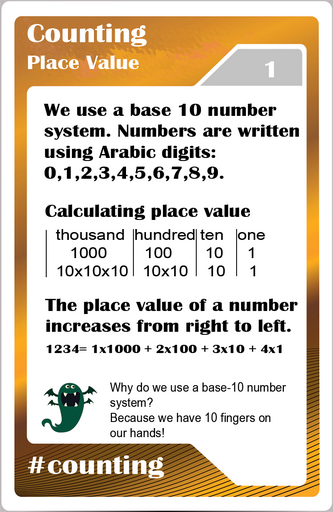 Counting
Place Value
1
We use a base 10 number
system. Numbers are written
using Arabic digits:
0,1,2,3,4,5,6,7,8,9.
Calculating place value
thousand hundred ten one
1000 100 10 1
10x10x10 10x10 10 1
The place value of a number
increases from right to left.
1234= 1x1000 + 2x100 + 3x10 + 4x1
Why do we use a base-10 number
system?
Because we have 10 fingers on
our hands!
#counting